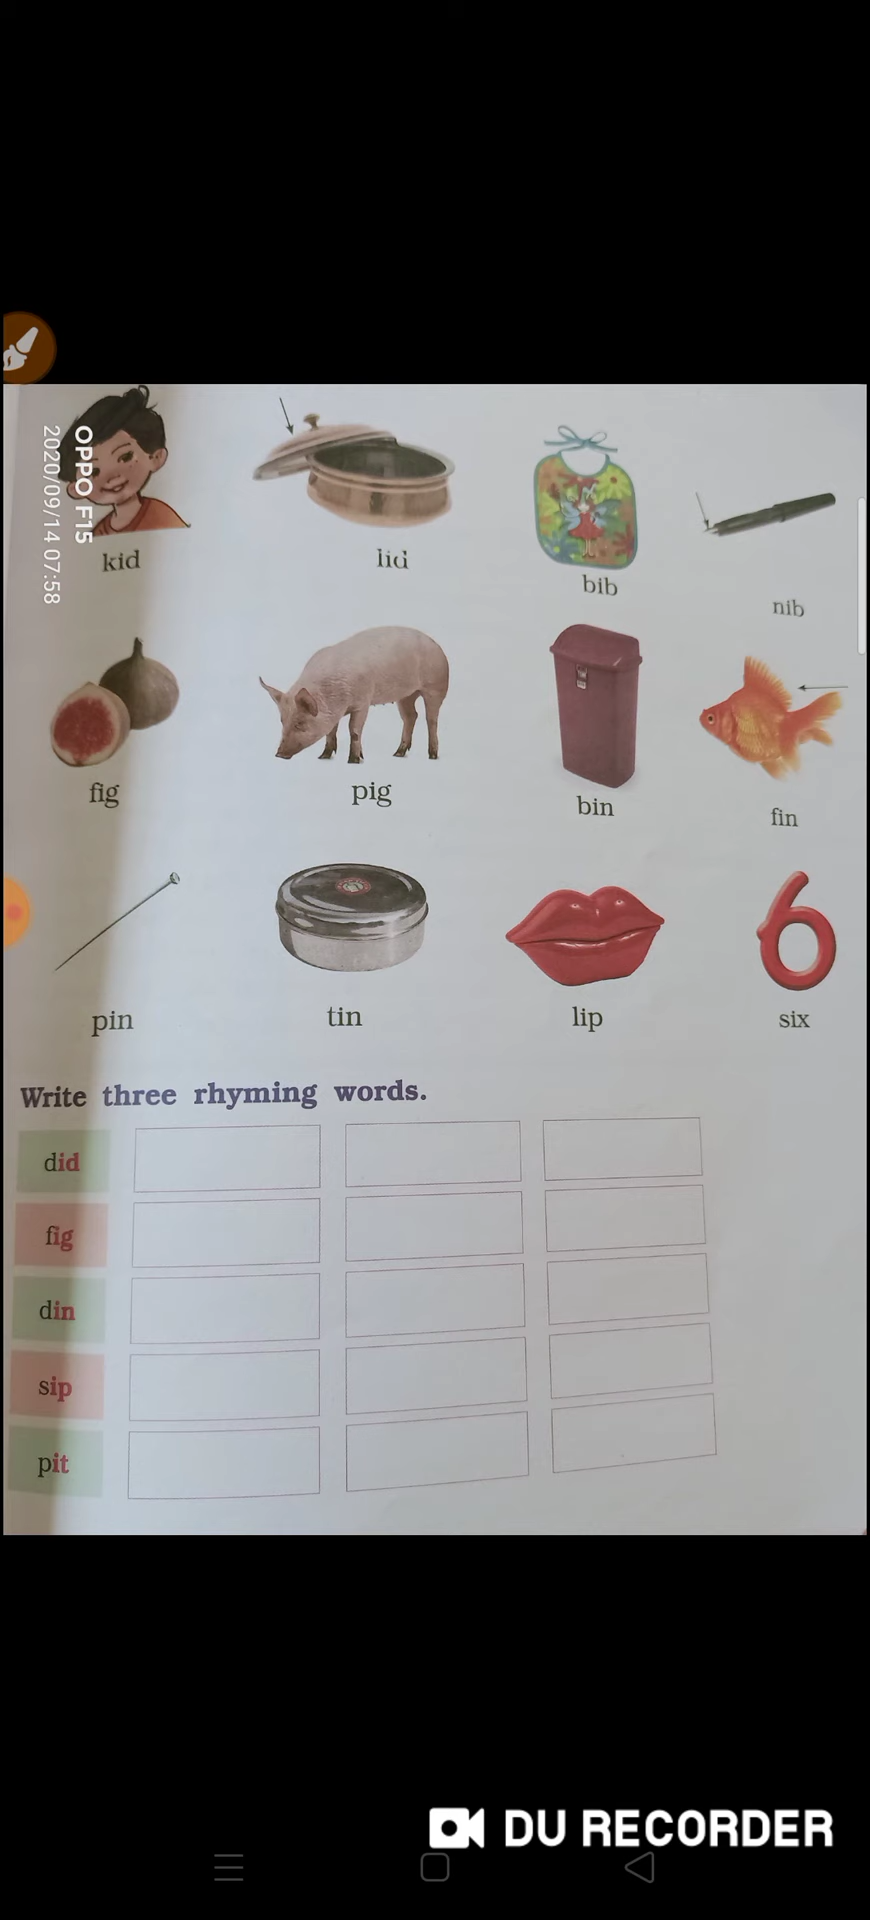 OPPO F15
2020/09/14 07:58
kid lid bib nib
fig pig bin fin
pin tin lip six
6
Write three rhyming words.
did
fig
din
sip
pit
DU RECORDER